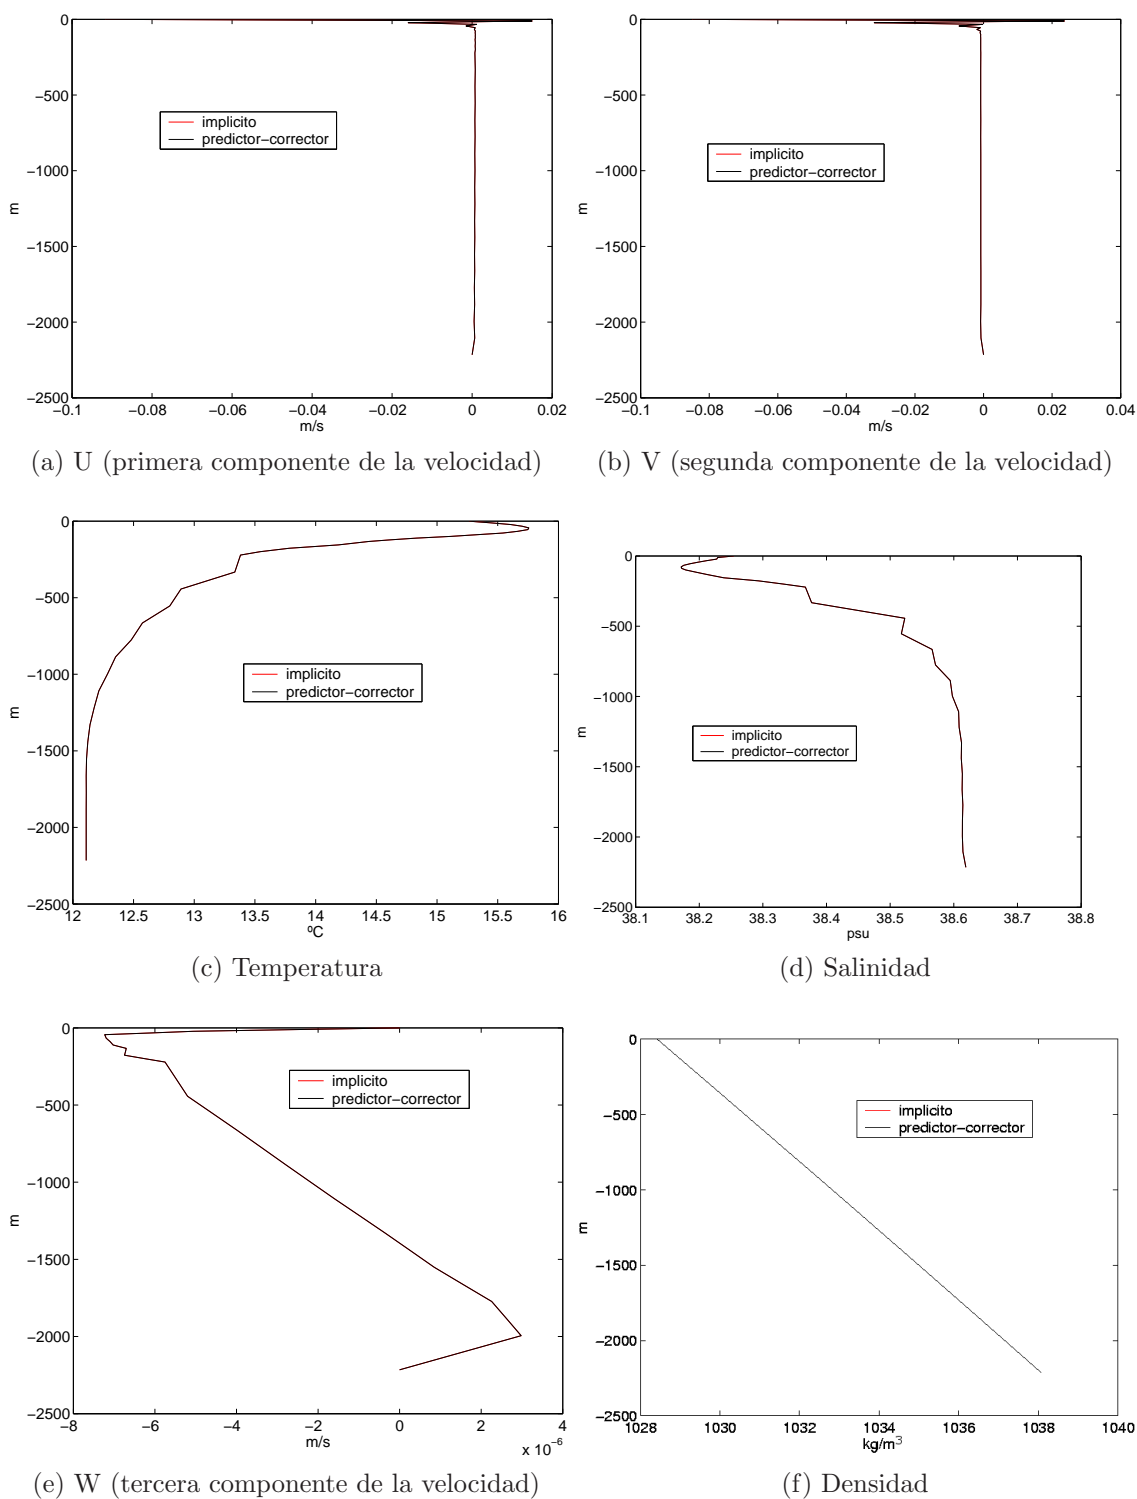 0
−500
−1000
−1500
−2000
−2500
m
implicito
predictor−corrector
−0.1 −0.08 −0.06 −0.04 −0.02 0 0.02
m/s
(a) U (primera componente de la velocidad)
0
−500
−1000
−1500
−2000
−2500
m
implicito
predictor−corrector
−0.1 −0.08 −0.06 −0.04 −0.02 0 0.02 0.04
m/s
(b) V (segunda componente de la velocidad)
0
−500
−1000
−1500
−2000
−2500
m
implicito
predictor−corrector
12 12.5 13 13.5 14 14.5 15 15.5 16
ºC
(c) Temperatura
0
−500
−1000
−1500
−2000
−2500
m
implicito
predictor−corrector
38.1 38.2 38.3 38.4 38.5 38.6 38.7 38.8
psu
(d) Salinidad
0
−500
−1000
−1500
−2000
−2500
m
implicito
predictor−corrector
−8 −6 −4 −2 0 2 4
m/s
x 10⁻⁶
(e) W (tercera componente de la velocidad)
0
−500
−1000
−1500
−2000
−2500
m
implicito
predictor−corrector
1028 1030 1032 1034 1036 1038 1040
kg/m³
(f) Densidad